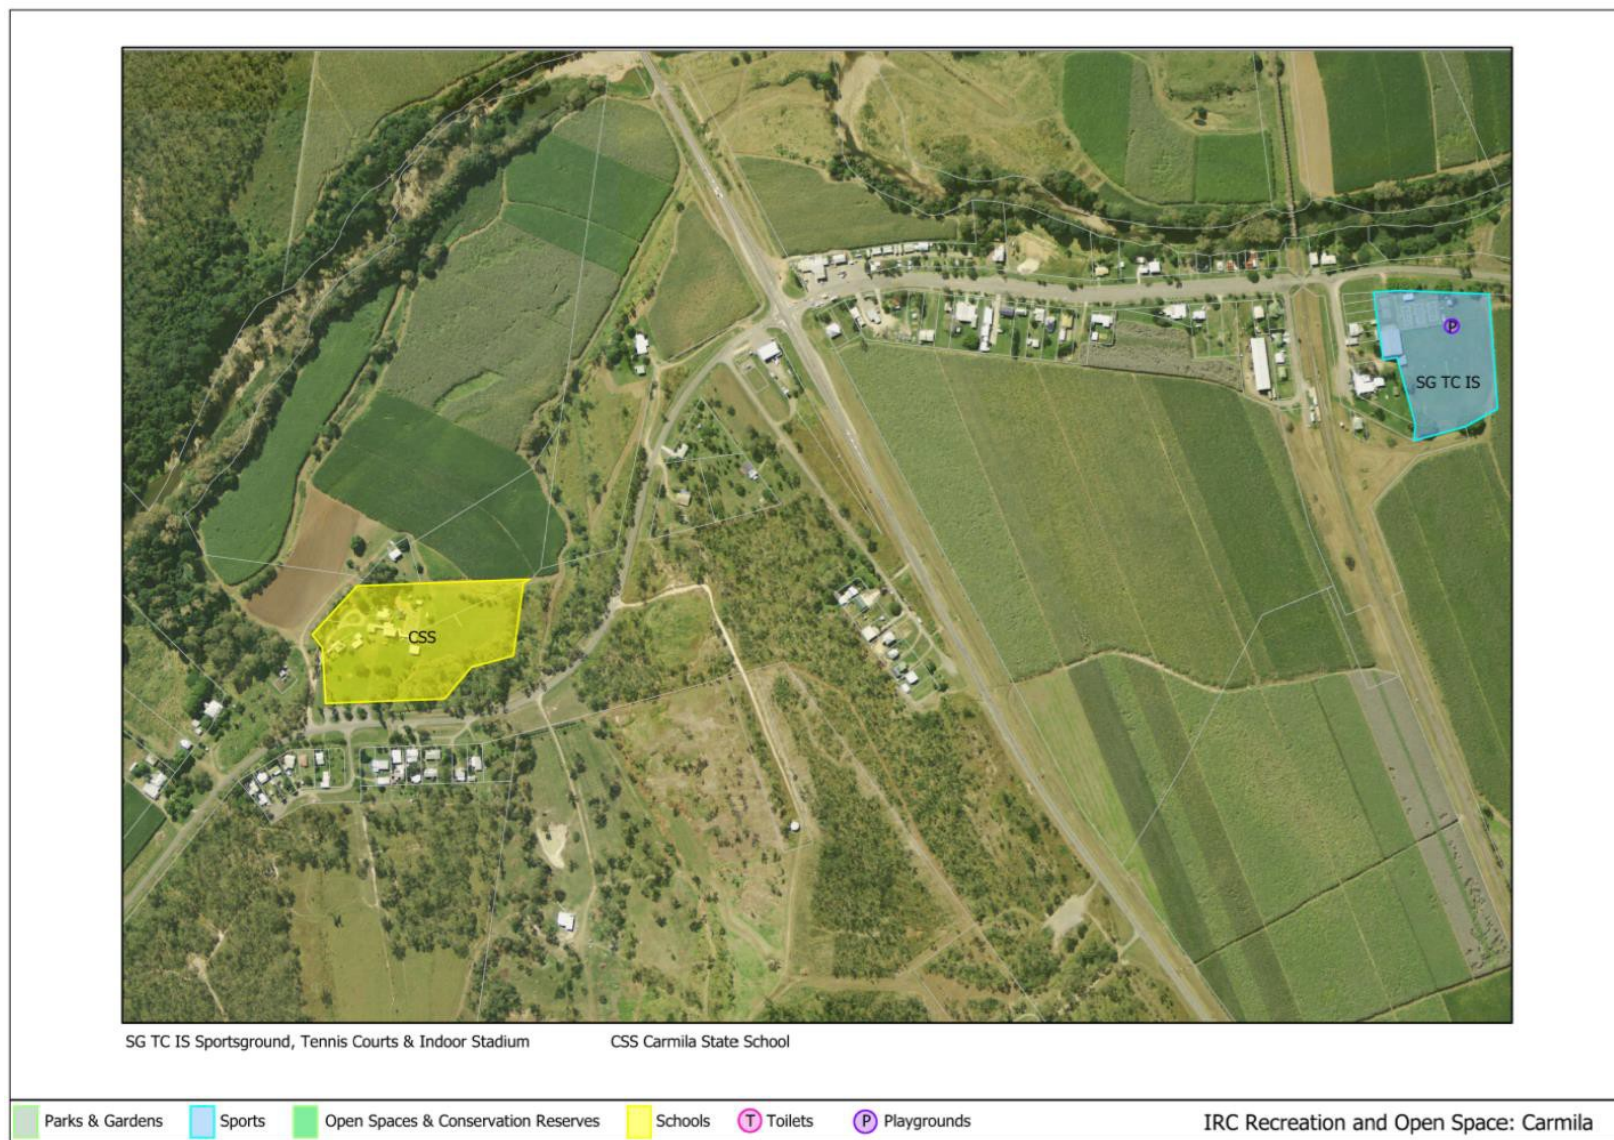 P
SG TC IS
CSS
SG TC IS Sportsground, Tennis Courts & Indoor Stadium CSS Carmila State School
Parks & Gardens Sports Open Spaces & Conservation Reserves Schools T Toilets P Playgrounds IRC Recreation and Open Space: Carmila